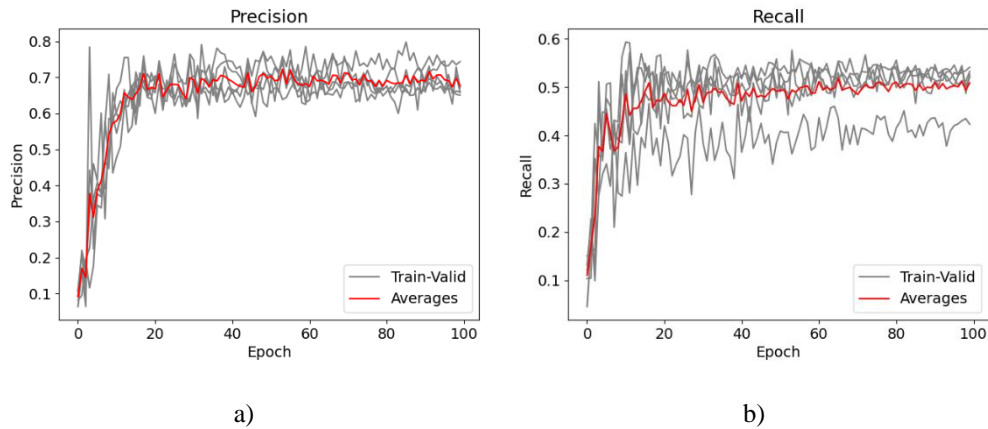 Precision
Precision
0.8
0.7
0.6
0.5
0.4
0.3
0.2
0.1
0 20 40 60 80 100
Epoch
Train-Valid
Averages
a)
Recall
Recall
0.6
0.5
0.4
0.3
0.2
0.1
0 20 40 60 80 100
Epoch
Train-Valid
Averages
b)